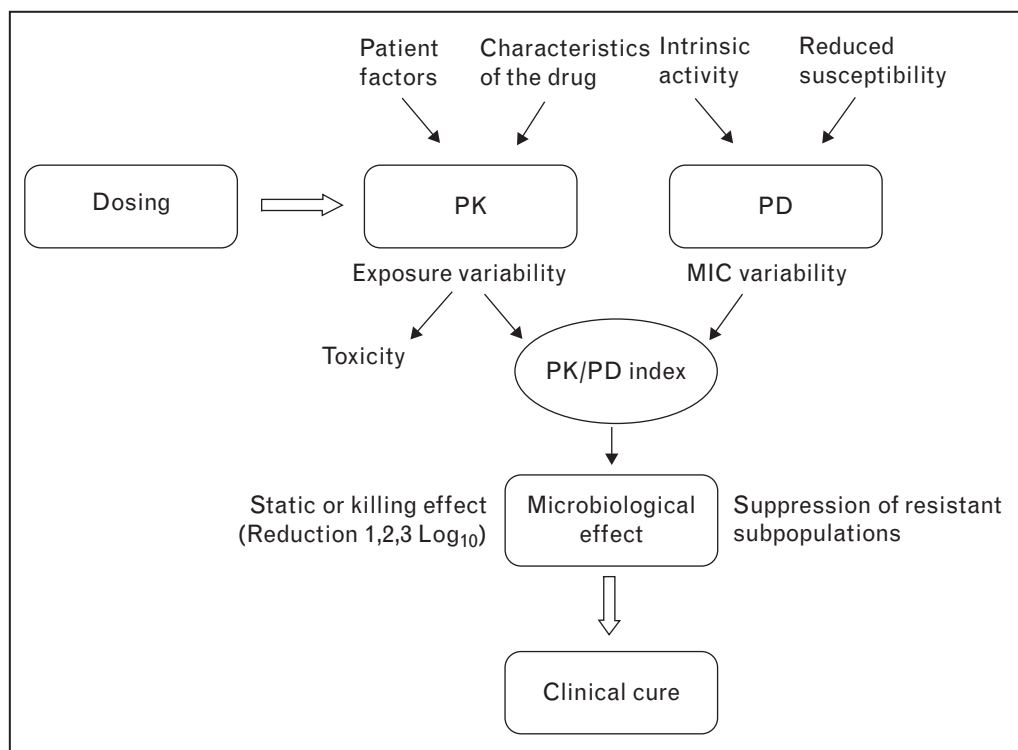 Patient
factors
Characteristics
of the drug
Intrinsic
activity
Reduced
susceptibility
Dosing
PK
PD
Exposure variability
MIC variability
Toxicity
PK/PD index
Static or killing effect
(Reduction 1,2,3 Log₁₀)
Microbiological
effect
Suppression of resistant
subpopulations
Clinical cure